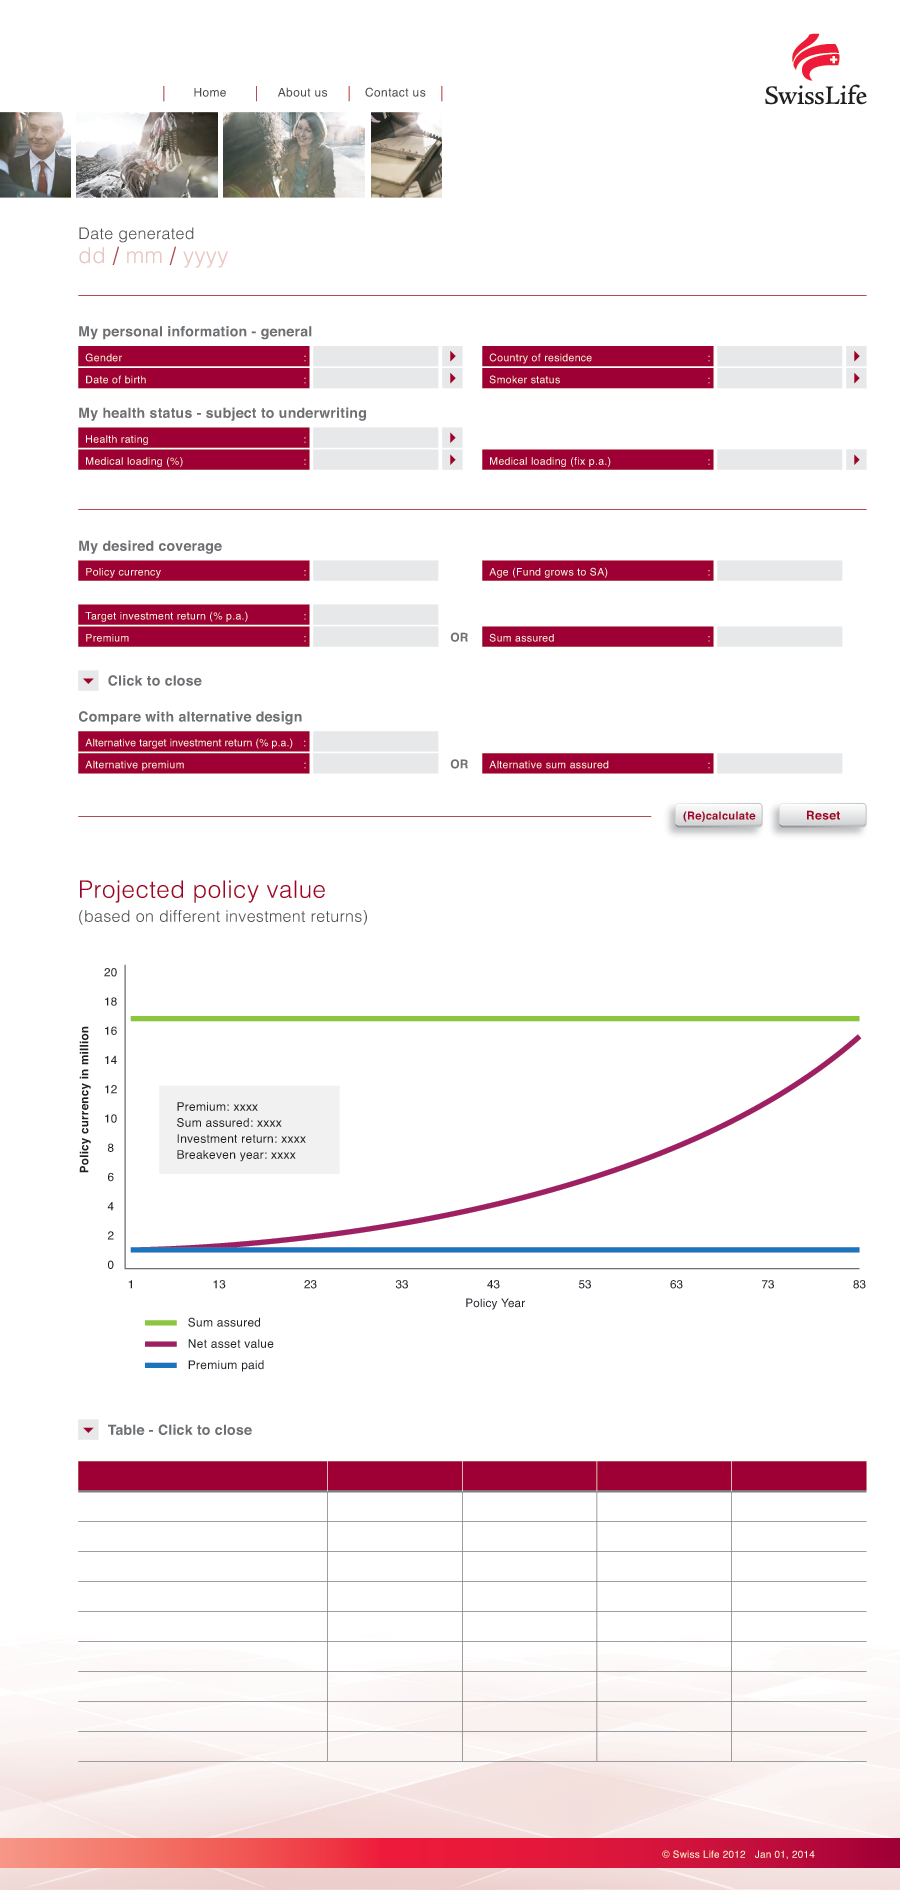 SwissLife
Home
About us
Contact us
Date generated
dd / mm / yyyy
My personal information - general
Gender :
Country of residence :
Date of birth :
Smoker status :
My health status - subject to underwriting
Health rating :
Medical loading (%) :
Medical loading (fix p.a.) :
My desired coverage
Policy currency :
Age (Fund grows to SA) :
Target investment return (% p.a.) :
Premium :
OR
Sum assured :
Click to close
Compare with alternative design
Alternative target investment return (% p.a.) :
Alternative premium :
OR
Alternative sum assured :
(Re)calculate
Reset
Projected policy value
(based on different investment returns)
Policy currency in million
20
18
16
14
12
10
8
6
4
2
0
Premium: xxxx
Sum assured: xxxx
Investment return: xxxx
Breakeven year: xxxx
1 13 23 33 43 53 63 73 83
Policy Year
Sum assured
Net asset value
Premium paid
Table - Click to close
© Swiss Life 2012 Jan 01, 2014